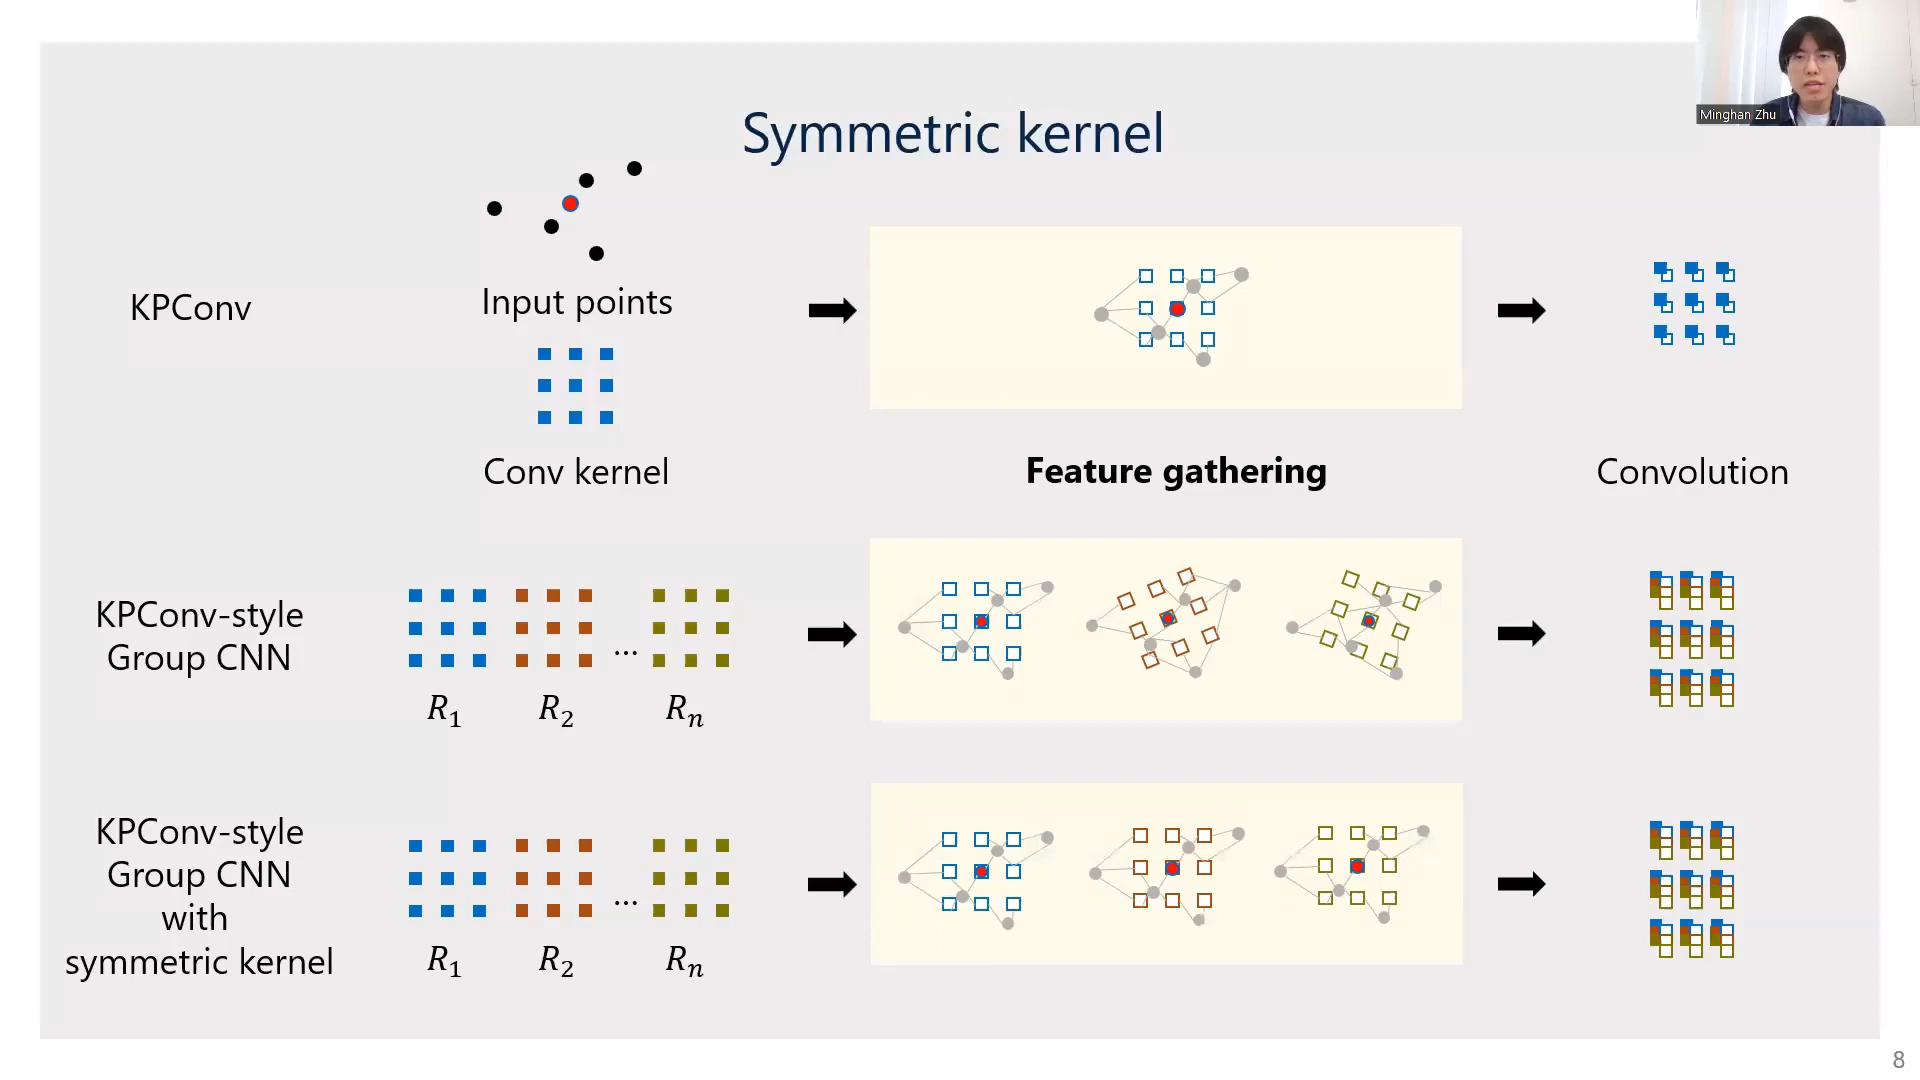 Minghan Zhu
Symmetric kernel
KPConv
Input points
Conv kernel
Feature gathering
Convolution
KPConv-style
Group CNN
...
R₁ R₂ Rₙ
KPConv-style
Group CNN
with
symmetric kernel
...
R₁ R₂ Rₙ
8